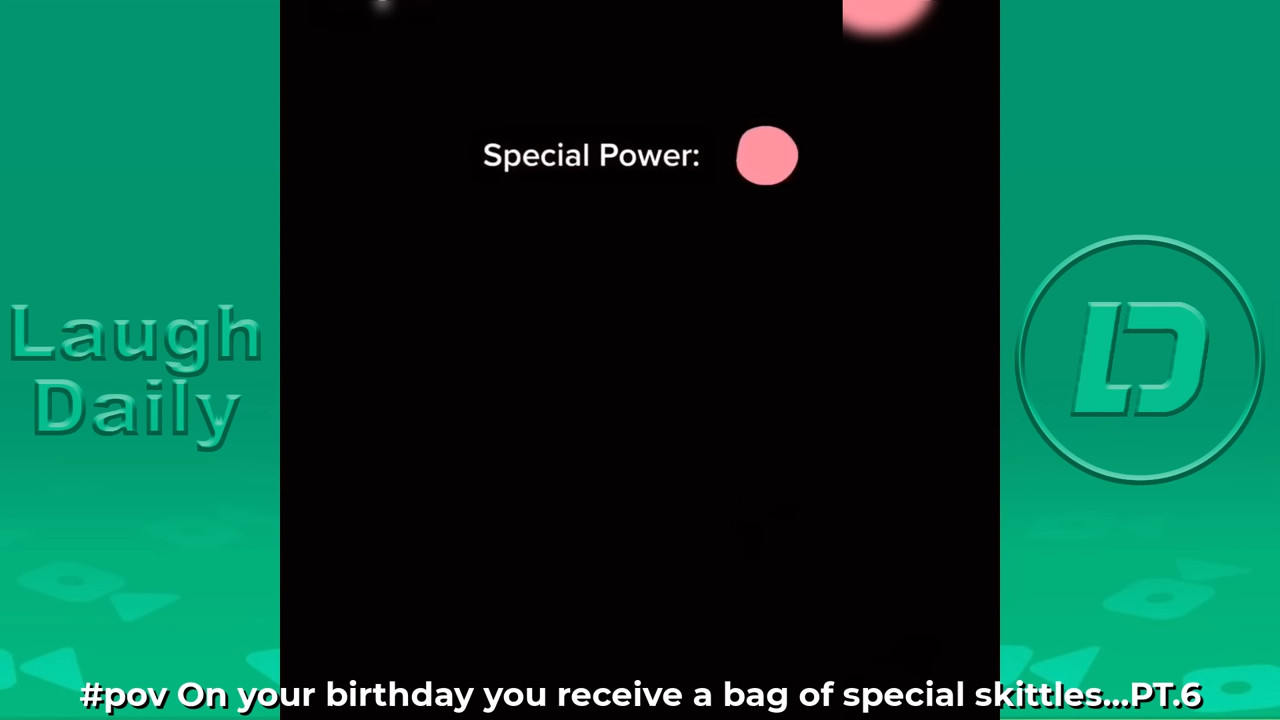 Special Power:
Laugh
Daily
LD
#pov On your birthday you receive a bag of special skittles...PT.6